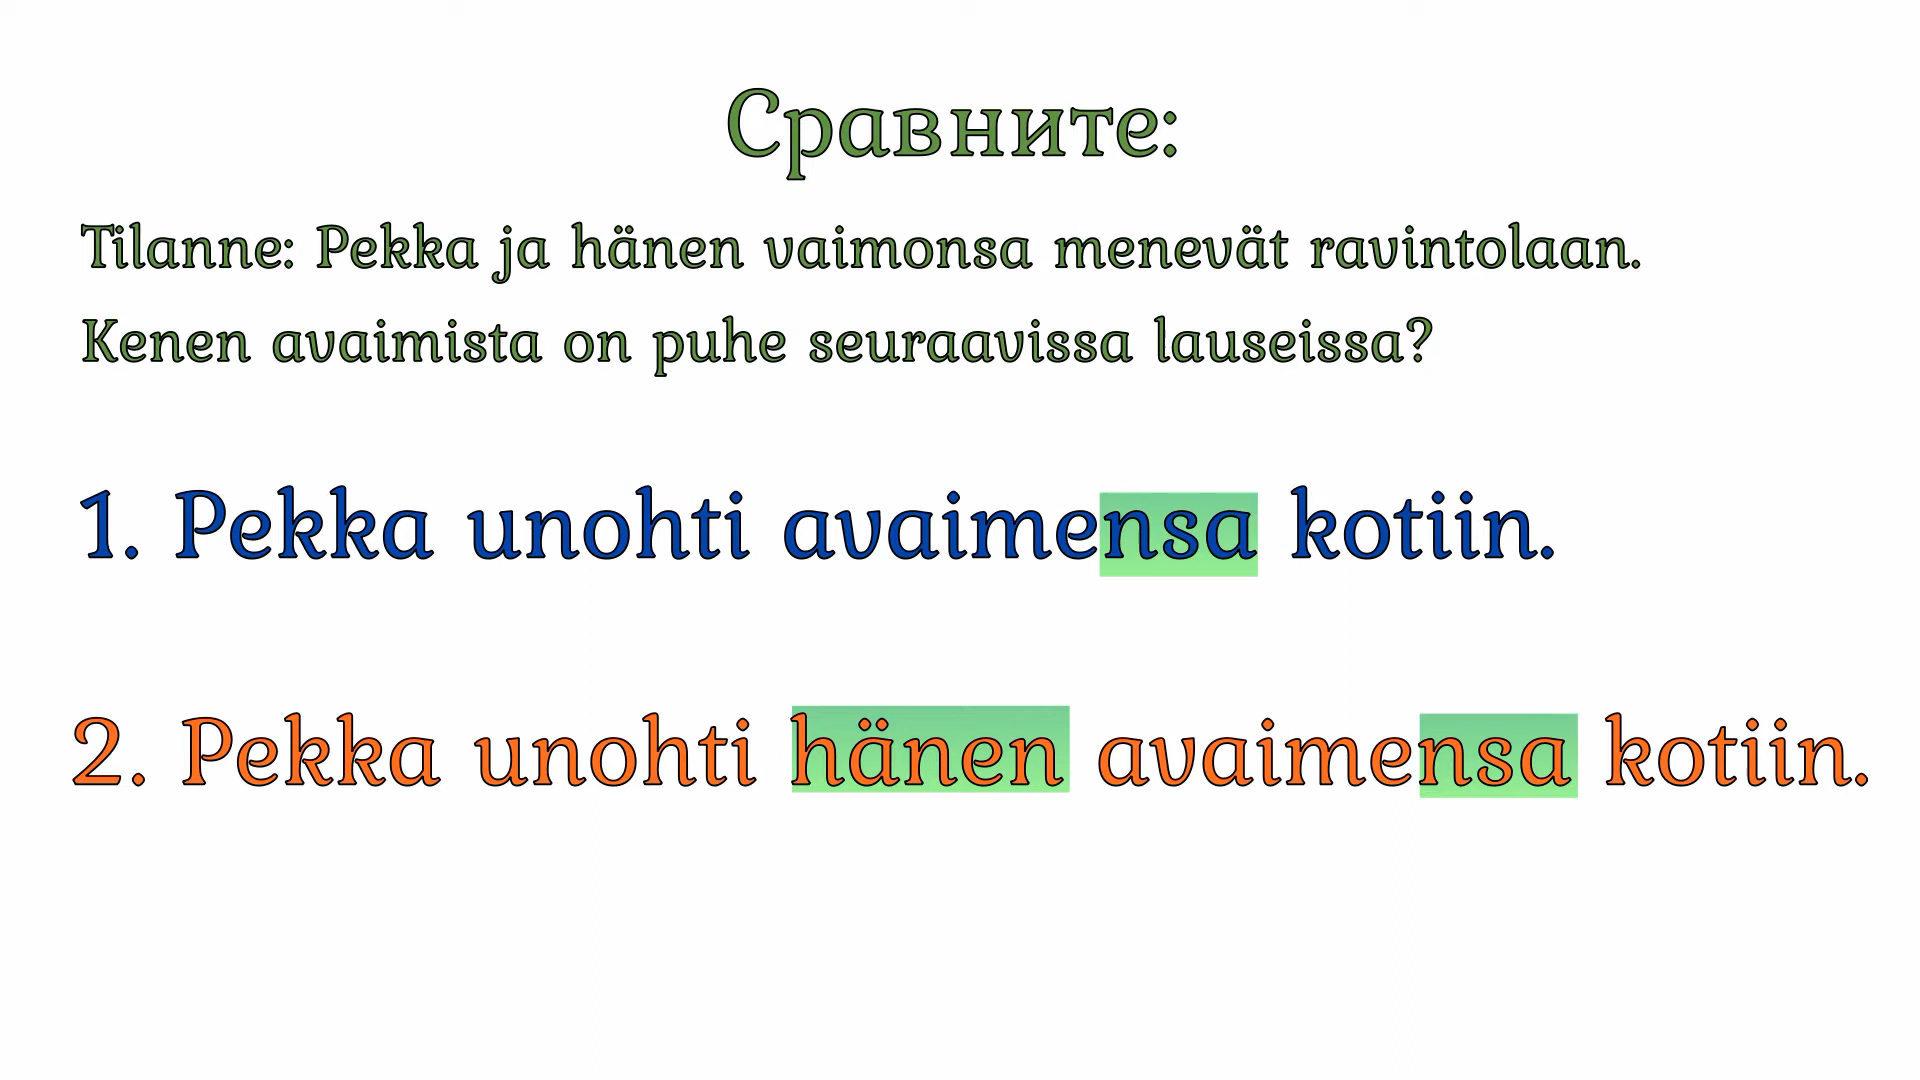 Сравните:
Tilanne: Pekka ja hänen vaimonsa menevät ravintolaan.
Kenen avaimista on puhe seuraavissa lauseissa?
1. Pekka unohti avaimensa kotiin.
2. Pekka unohti hänen avaimensa kotiin.